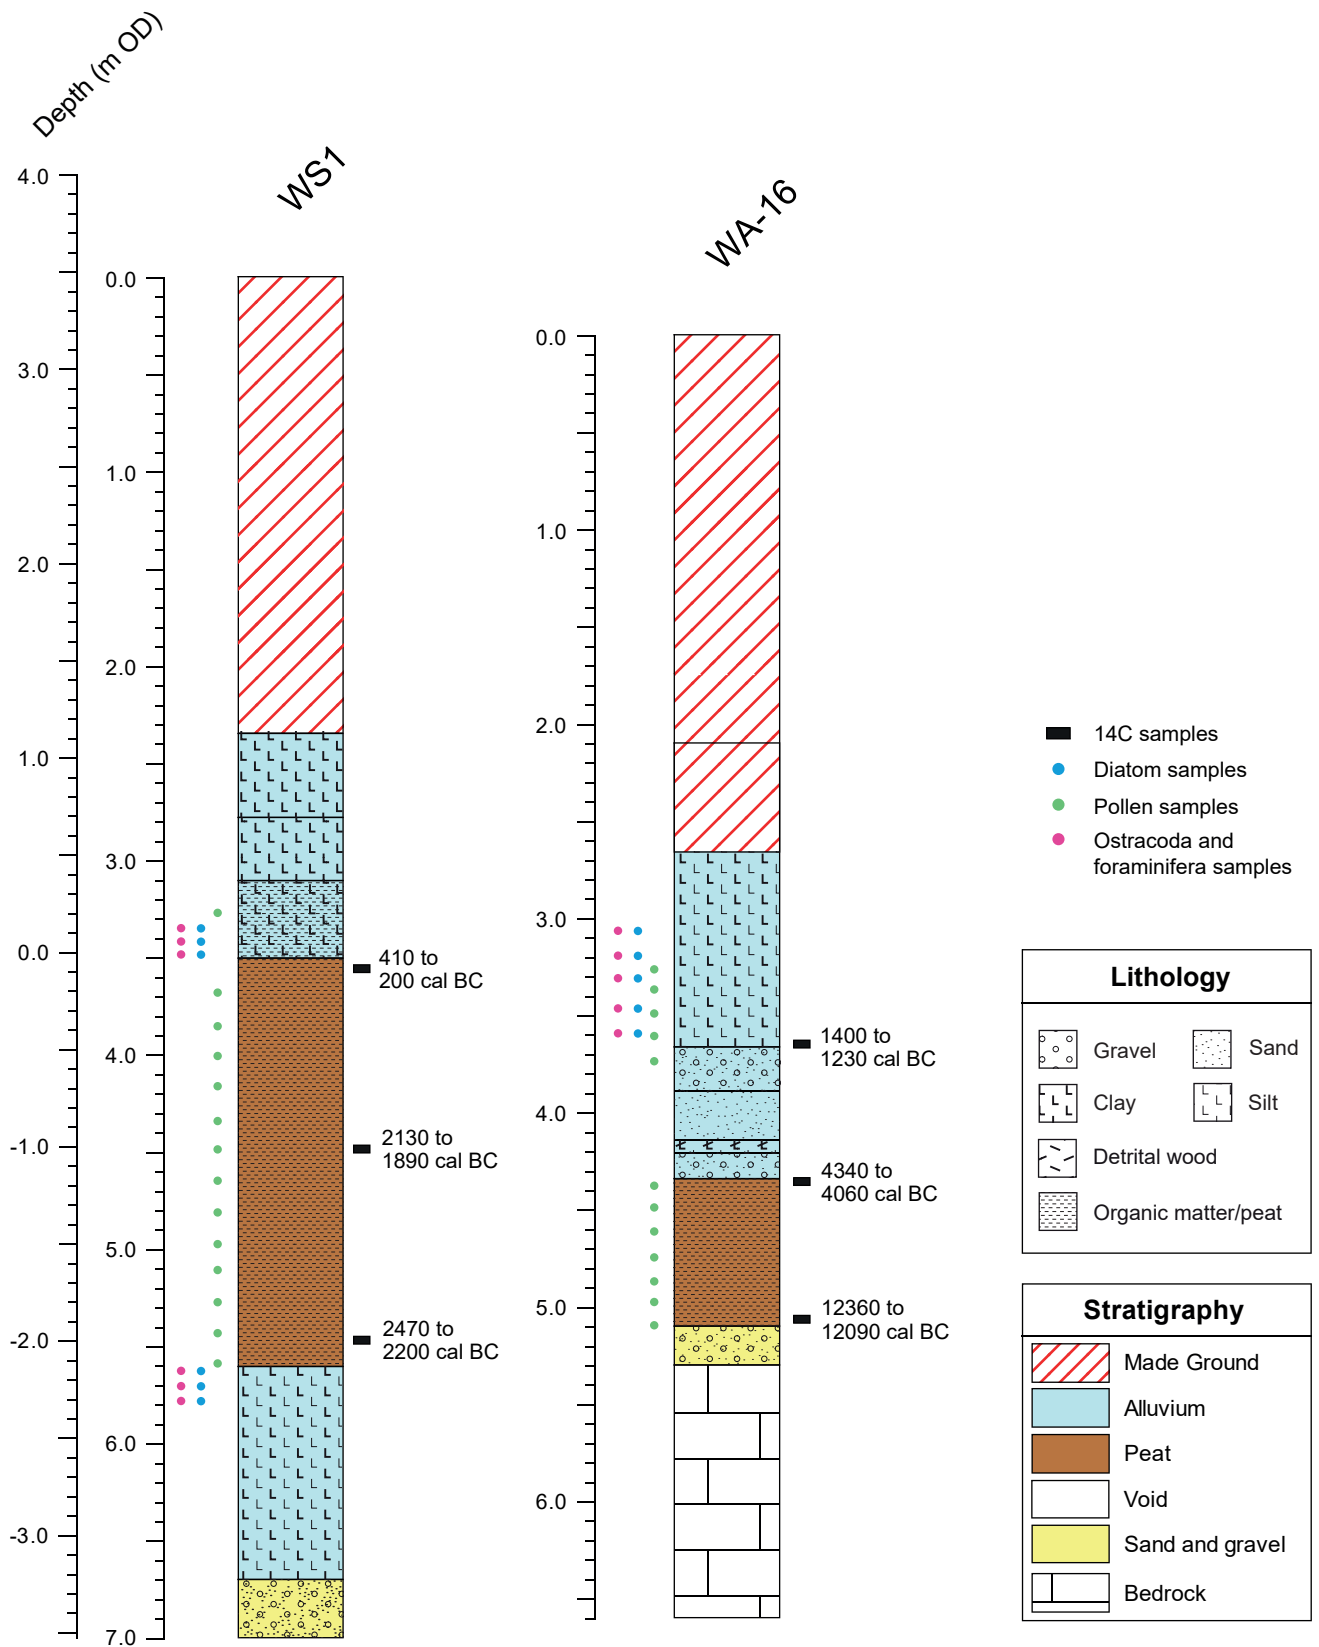 Depth (m OD)
WS1
WA-16
4.0
3.0
2.0
1.0
0.0
-1.0
-2.0
-3.0
0.0
1.0
2.0
3.0
4.0
5.0
6.0
7.0
410 to
200 cal BC
2130 to
1890 cal BC
2470 to
2200 cal BC
0.0
1.0
2.0
3.0
4.0
5.0
6.0
1400 to
1230 cal BC
4340 to
4060 cal BC
12360 to
12090 cal BC
14C samples
Diatom samples
Pollen samples
Ostracoda and
foraminifera samples
Lithology
Gravel
Sand
Clay
Silt
Detrital wood
Organic matter/peat
Stratigraphy
Made Ground
Alluvium
Peat
Void
Sand and gravel
Bedrock